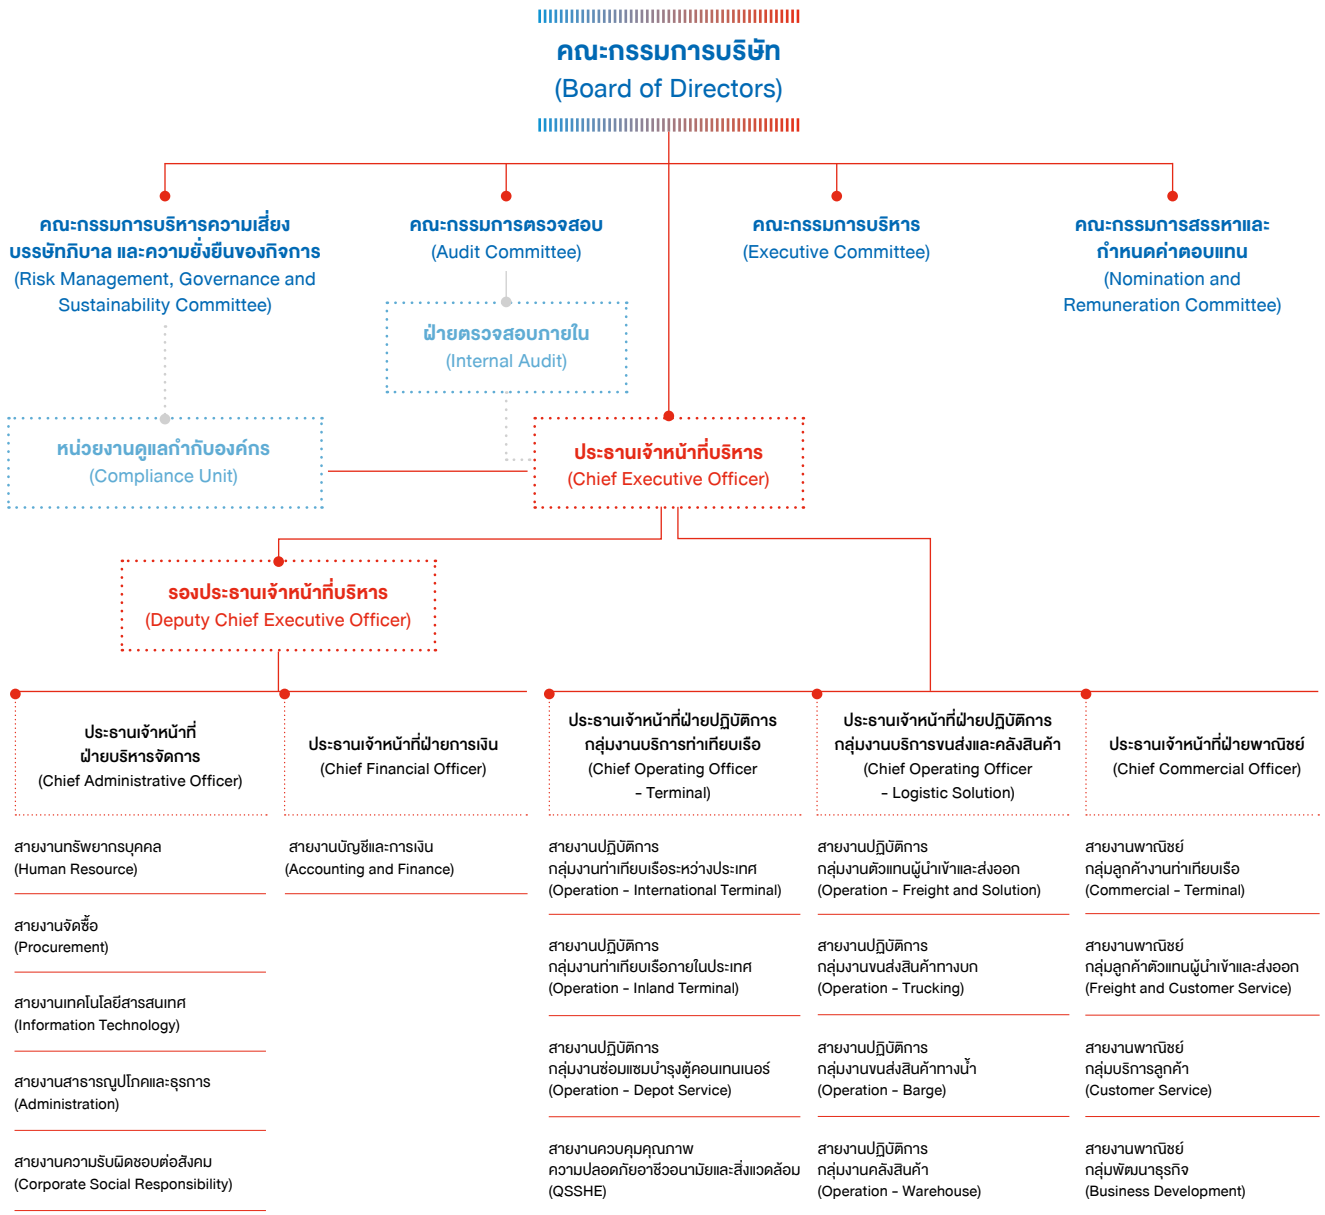 คณะกรรมการบริษัท
(Board of Directors)
คณะกรรมการบริหารความเสี่ยง
บรรษัทภิบาล และความยั่งยืนของกิจการ
(Risk Management, Governance and
Sustainability Committee)
คณะกรรมการตรวจสอบ
(Audit Committee)
คณะกรรมการบริหาร
(Executive Committee)
คณะกรรมการสรรหาและ
กำหนดค่าตอบแทน
(Nomination and
Remuneration Committee)
ฝ่ายตรวจสอบภายใน
(Internal Audit)
หน่วยงานดูแลกำกับองค์กร
(Compliance Unit)
ประธานเจ้าหน้าที่บริหาร
(Chief Executive Officer)
รองประธานเจ้าหน้าที่บริหาร
(Deputy Chief Executive Officer)
ประธานเจ้าหน้าที่
ฝ่ายบริหารจัดการ
(Chief Administrative Officer)
สายงานทรัพยากรบุคคล
(Human Resource)
สายงานจัดซื้อ
(Procurement)
สายงานเทคโนโลยีสารสนเทศ
(Information Technology)
สายงานสาธารณูปโภคและธุรการ
(Administration)
สายงานความรับผิดชอบต่อสังคม
(Corporate Social Responsibility)
ประธานเจ้าหน้าที่ฝ่ายการเงิน
(Chief Financial Officer)
สายงานบัญชีและการเงิน
(Accounting and Finance)
ประธานเจ้าหน้าที่ฝ่ายปฏิบัติการ
กลุ่มงานบริการท่าเทียบเรือ
(Chief Operating Officer
- Terminal)
สายงานปฏิบัติการ
กลุ่มงานท่าเทียบเรือระหว่างประเทศ
(Operation - International Terminal)
สายงานปฏิบัติการ
กลุ่มงานท่าเทียบเรือภายในประเทศ
(Operation - Inland Terminal)
สายงานปฏิบัติการ
กลุ่มงานซ่อมแซมบำรุงตู้คอนเทนเนอร์
(Operation - Depot Service)
สายงานควบคุมคุณภาพ
ความปลอดภัยอาชีวอนามัยและสิ่งแวดล้อม
(QSSHE)
ประธานเจ้าหน้าที่ฝ่ายปฏิบัติการ
กลุ่มงานบริการขนส่งและคลังสินค้า
(Chief Operating Officer
- Logistic Solution)
สายงานปฏิบัติการ
กลุ่มงานตัวแทนผู้นำเข้าและส่งออก
(Operation - Freight and Solution)
สายงานปฏิบัติการ
กลุ่มงานขนส่งสินค้าทางบก
(Operation - Trucking)
สายงานปฏิบัติการ
กลุ่มงานขนส่งสินค้าทางน้ำ
(Operation - Barge)
สายงานปฏิบัติการ
กลุ่มงานคลังสินค้า
(Operation - Warehouse)
ประธานเจ้าหน้าที่ฝ่ายพาณิชย์
(Chief Commercial Officer)
สายงานพาณิชย์
กลุ่มลูกค้างานท่าเทียบเรือ
(Commercial - Terminal)
สายงานพาณิชย์
กลุ่มลูกค้าตัวแทนผู้นำเข้าและส่งออก
(Freight and Customer Service)
สายงานพาณิชย์
กลุ่มบริการลูกค้า
(Customer Service)
สายงานพาณิชย์
กลุ่มพัฒนาธุรกิจ
(Business Development)